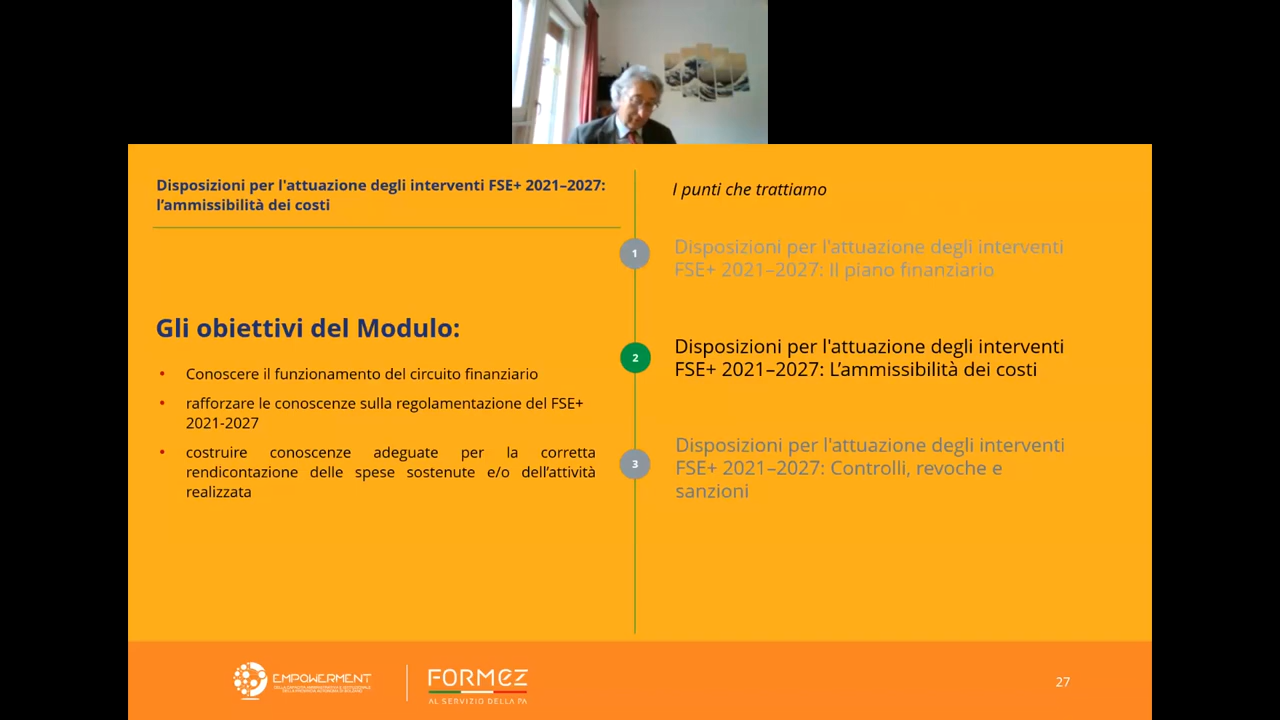 Disposizioni per l'attuazione degli interventi FSE+ 2021–2027:
l’ammissibilità dei costi
Gli obiettivi del Modulo:
• Conoscere il funzionamento del circuito finanziario
• rafforzare le conoscenze sulla regolamentazione del FSE+
2021-2027
• costruire conoscenze adeguate per la corretta
rendicontazione delle spese sostenute e/o dell’attività
realizzata
I punti che trattiamo
1
Disposizioni per l'attuazione degli interventi
FSE+ 2021–2027: Il piano finanziario
2
Disposizioni per l'attuazione degli interventi
FSE+ 2021–2027: L’ammissibilità dei costi
3
Disposizioni per l'attuazione degli interventi
FSE+ 2021–2027: Controlli, revoche e
sanzioni
EMPOWERMENT
FORMEZ
AL SERVIZIO DELLA PA
27